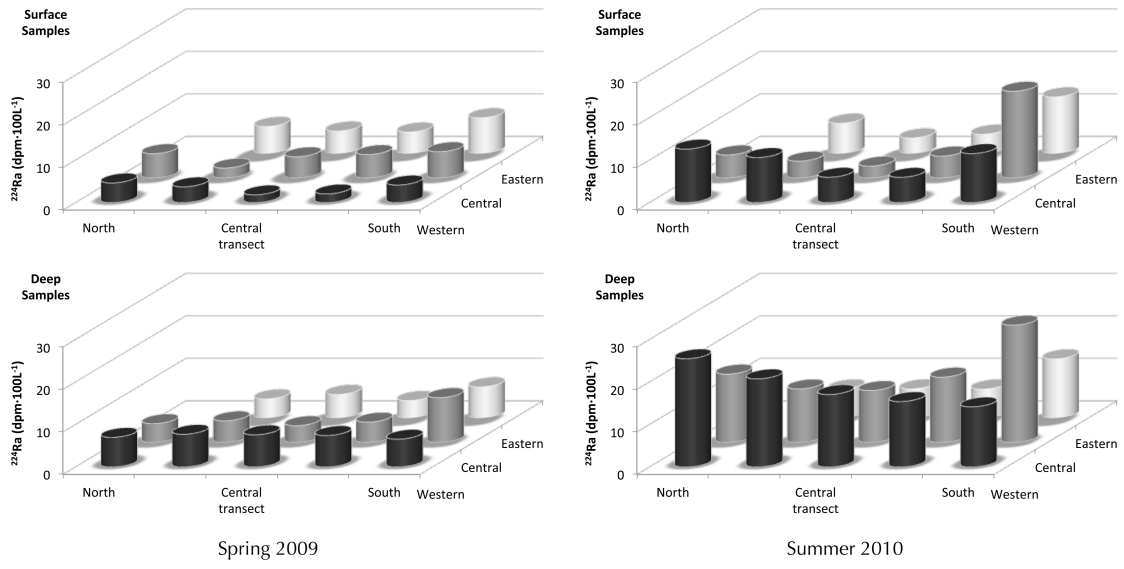 Surface
Samples
30
20
10
0
²²⁴Ra (dpm·100L⁻¹)
North
Central
transect
South
Western
Central
Eastern
Surface
Samples
30
20
10
0
²²⁴Ra (dpm·100L⁻¹)
North
Central
transect
South
Western
Central
Eastern
Deep
Samples
30
20
10
0
²²⁴Ra (dpm·100L⁻¹)
North
Central
transect
South
Western
Central
Eastern
Deep
Samples
30
20
10
0
²²⁴Ra (dpm·100L⁻¹)
North
Central
transect
South
Western
Central
Eastern
Spring 2009
Summer 2010